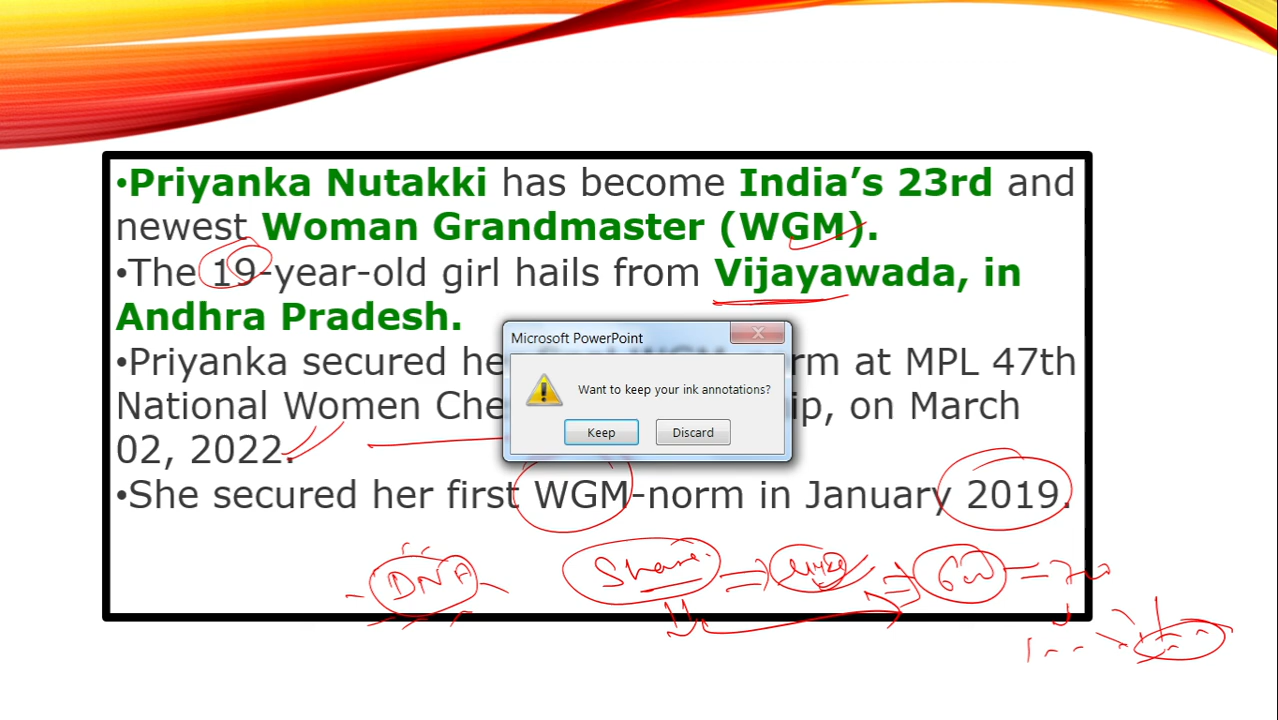 •Priyanka Nutakki has become India’s 23rd and
newest Woman Grandmaster (WGM).
•The 19-year-old girl hails from Vijayawada, in
Andhra Pradesh.
Microsoft PowerPoint
•Priyanka secured he rm at MPL 47th
Want to keep your ink annotations?
National Women Che ip, on March
Keep Discard
02, 2022.
•She secured her first WGM-norm in January 2019.
DNA Share